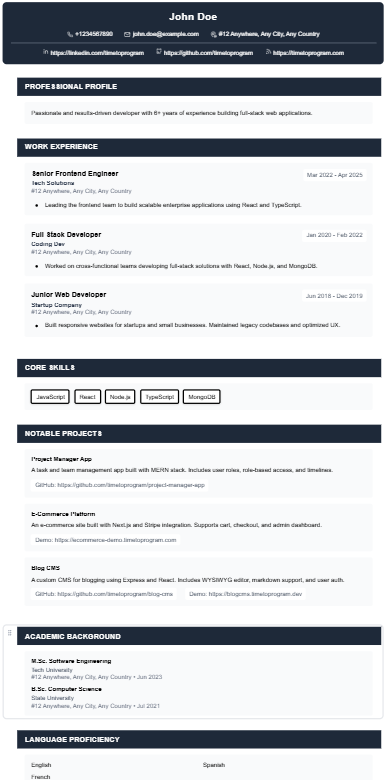 John Doe
+1234567890 john.doe@example.com #12 Anywhere, Any City, Any Country
https://linkedin.com/timetoprogram https://github.com/timetoprogram https://timetoprogram.com
PROFESSIONAL PROFILE
Passionate and results-driven developer with 6+ years of experience building full-stack web applications.
WORK EXPERIENCE
Senior Frontend Engineer Mar 2022 - Apr 2025
Tech Solutions
#12 Anywhere, Any City, Any Country
• Leading the frontend team to build scalable enterprise applications using React and TypeScript.
Full Stack Developer Jan 2020 - Feb 2022
Coding Dev
#12 Anywhere, Any City, Any Country
• Worked on cross-functional teams developing full-stack solutions with React, Node.js, and MongoDB.
Junior Web Developer Jun 2018 - Dec 2019
Startup Company
#12 Anywhere, Any City, Any Country
• Built responsive websites for startups and small businesses. Maintained legacy codebases and optimized UX.
CORE SKILLS
JavaScript React Node.js TypeScript MongoDB
NOTABLE PROJECTS
Project Manager App
A task and team management app built with MERN stack. Includes user roles, role-based access, and timelines.
GitHub: https://github.com/timetoprogram/project-manager-app
E-Commerce Platform
An e-commerce site built with Next.js and Stripe integration. Supports cart, checkout, and admin dashboard.
Demo: https://ecommerce-demo.timetoprogram.com
Blog CMS
A custom CMS for blogging using Express and React. Includes WYSIWYG editor, markdown support, and user auth.
GitHub: https://github.com/timetoprogram/blog-cms Demo: https://blogcms.timetoprogram.dev
ACADEMIC BACKGROUND
M.Sc. Software Engineering
Tech University
#12 Anywhere, Any City, Any Country • Jun 2023
B.Sc. Computer Science
State University
#12 Anywhere, Any City, Any Country • Jul 2021
LANGUAGE PROFICIENCY
English Spanish
French